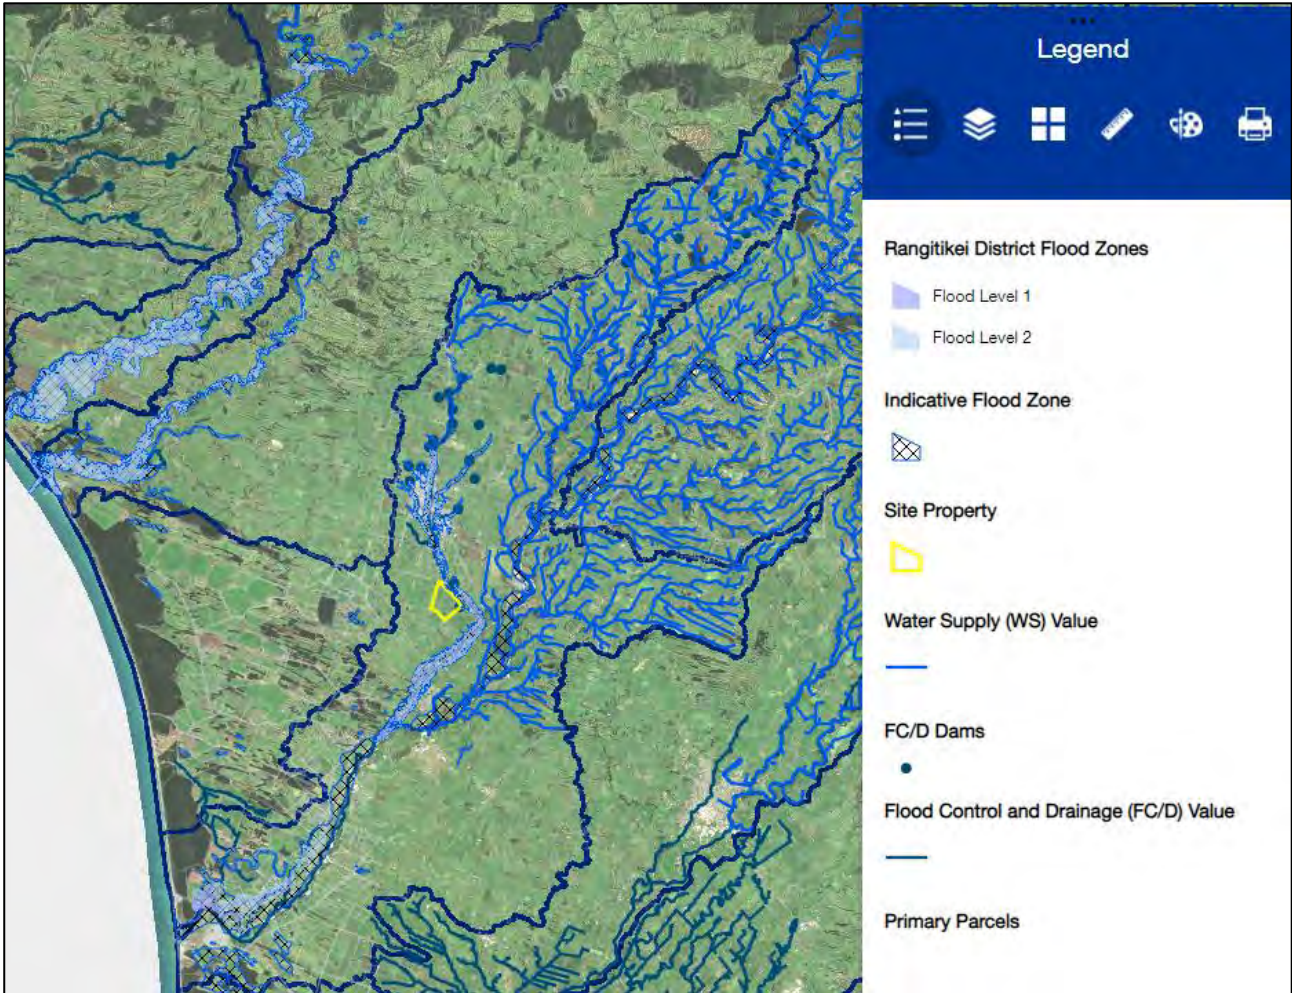 Legend
Rangitikei District Flood Zones
Flood Level 1
Flood Level 2
Indicative Flood Zone
Site Property
Water Supply (WS) Value
FC/D Dams
Flood Control and Drainage (FC/D) Value
Primary Parcels